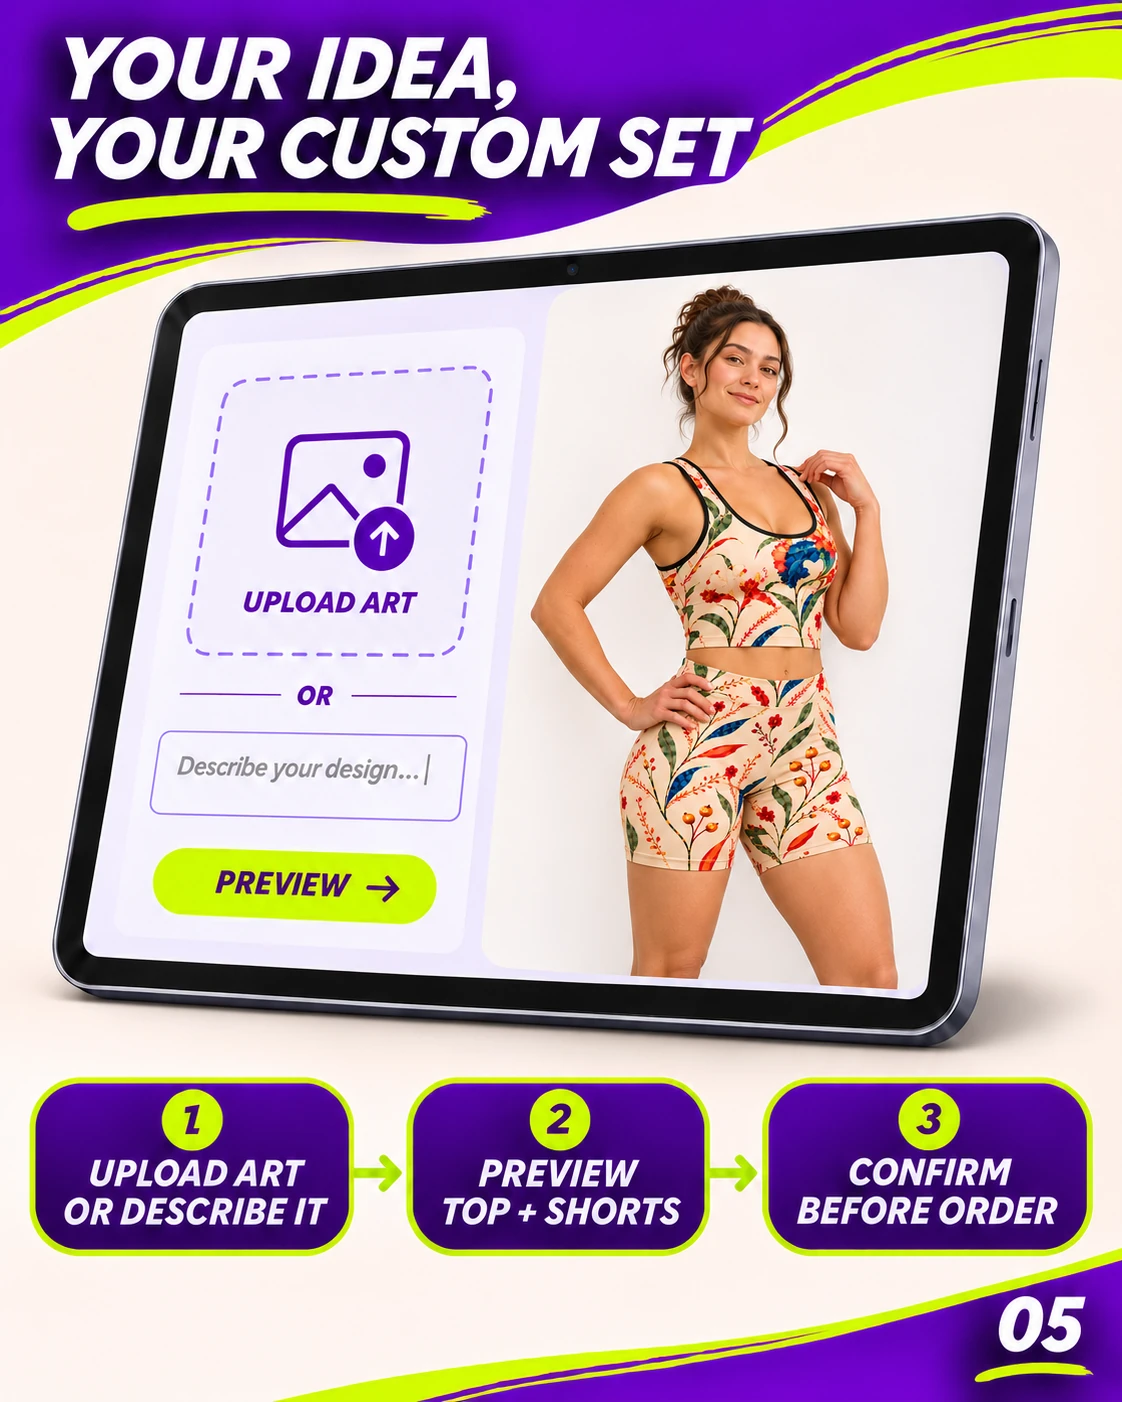 YOUR IDEA,
YOUR CUSTOM SET
UPLOAD ART
OR
Describe your design...
PREVIEW →
1
UPLOAD ART
OR DESCRIBE IT
2
PREVIEW
TOP + SHORTS
3
CONFIRM
BEFORE ORDER
05